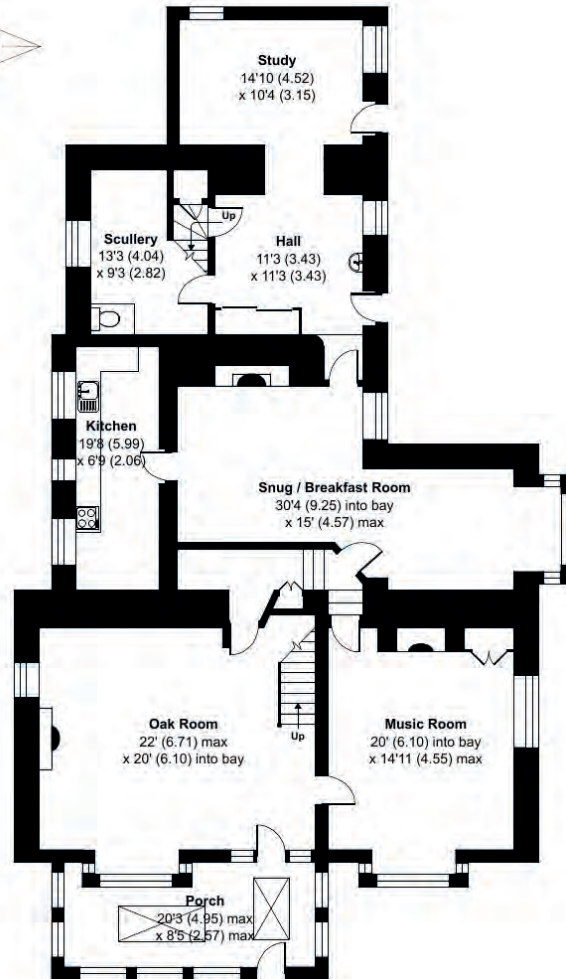 Study
14'10 (4.52)
x 10'4 (3.15)
Up
Scullery
13'3 (4.04)
x 9'3 (2.82)
Hall
11'3 (3.43)
x 11'3 (3.43)
Kitchen
19'8 (5.99)
x 6'9 (2.06)
Snug / Breakfast Room
30'4 (9.25) into bay
x 15' (4.57) max
Oak Room
22' (6.71) max
x 20' (6.10) into bay
Up
Music Room
20' (6.10) into bay
x 14'11 (4.55) max
Porch
20'3 (4.95) max
x 8'5 (2.57) max